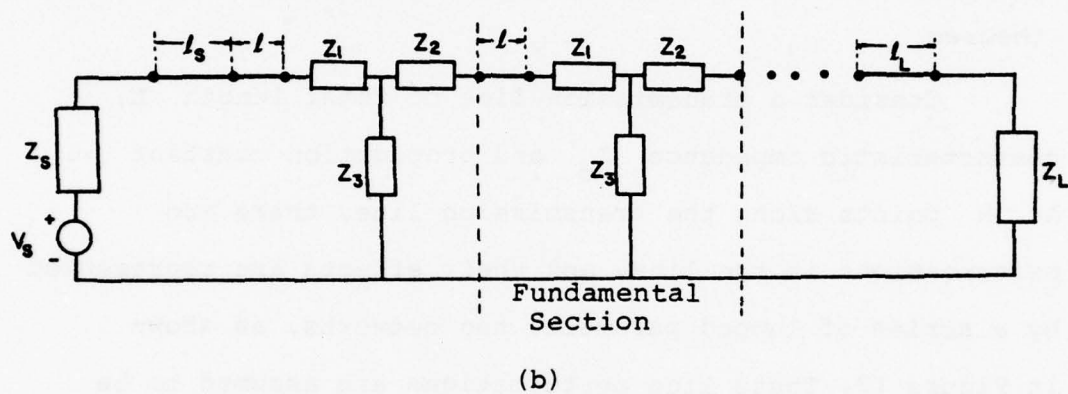 l_S l Z1 Z2 l Z1 Z2 l_L
Z_S Z3 Z3 Z_L
+
V_S
-
Fundamental
Section
(b)